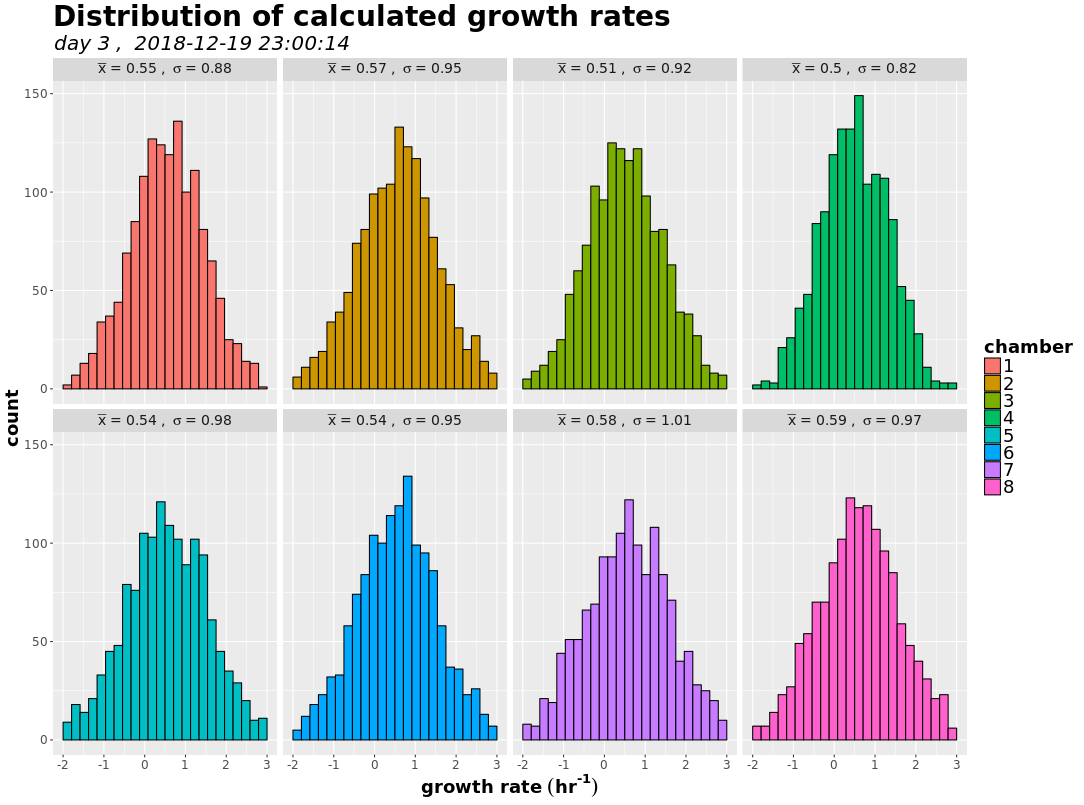 Distribution of calculated growth rates
day 3 ,  2018-12-19 23:00:14
x̅ = 0.55 ,  σ = 0.88
x̅ = 0.57 ,  σ = 0.95
x̅ = 0.51 ,  σ = 0.92
x̅ = 0.5 ,  σ = 0.82
150
100
50
0
x̅ = 0.54 ,  σ = 0.98
x̅ = 0.54 ,  σ = 0.95
x̅ = 0.58 ,  σ = 1.01
x̅ = 0.59 ,  σ = 0.97
150
100
50
0
count
-2 -1 0 1 2 3
-2 -1 0 1 2 3
-2 -1 0 1 2 3
-2 -1 0 1 2 3
growth rate (hr⁻¹)
chamber
1
2
3
4
5
6
7
8